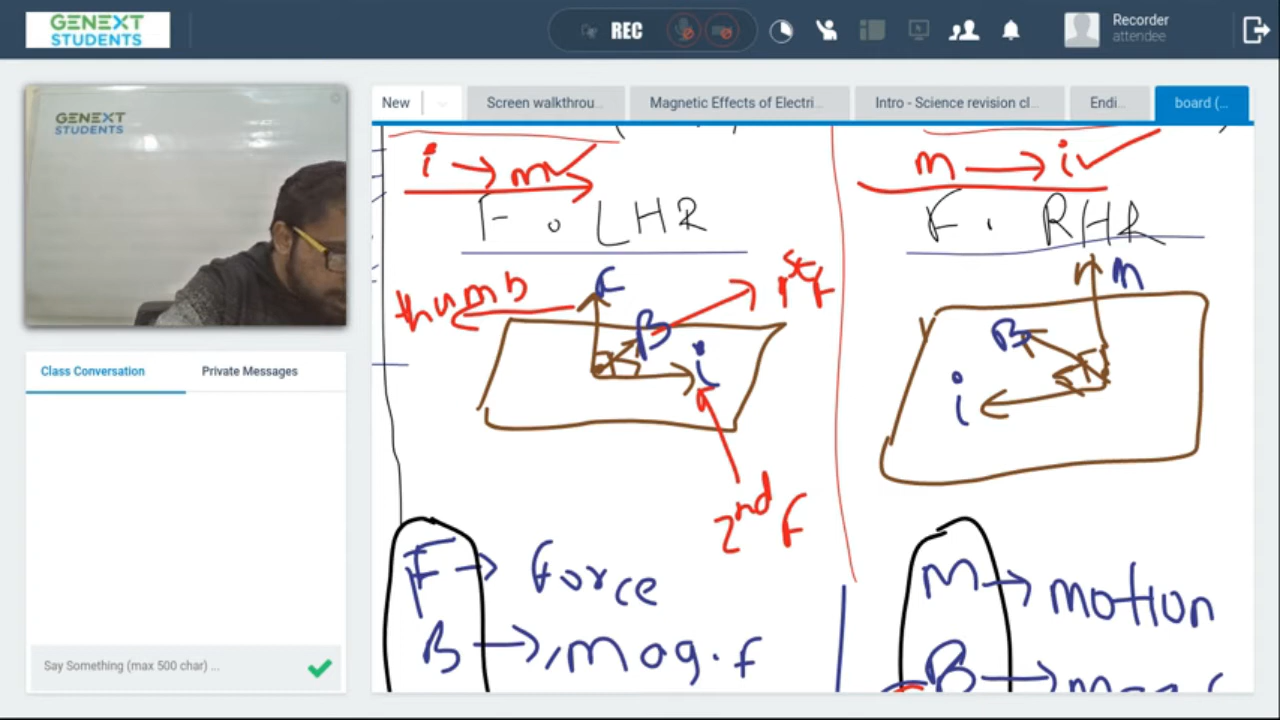 GENEXT
STUDENTS
REC
Recorder
attendee
GENEXT
STUDENTS
New
Screen walkthrou...
Magnetic Effects of Electri...
Intro - Science revision cl...
Endi...
board (...
i → m
m → i
F. LHR
F. RHR
thumb
F
B
1st f
i
2nd f
m
B
i
Class Conversation
Private Messages
F → force
B → mag.f
M → motion
B →
Say Something (max 500 char) ...